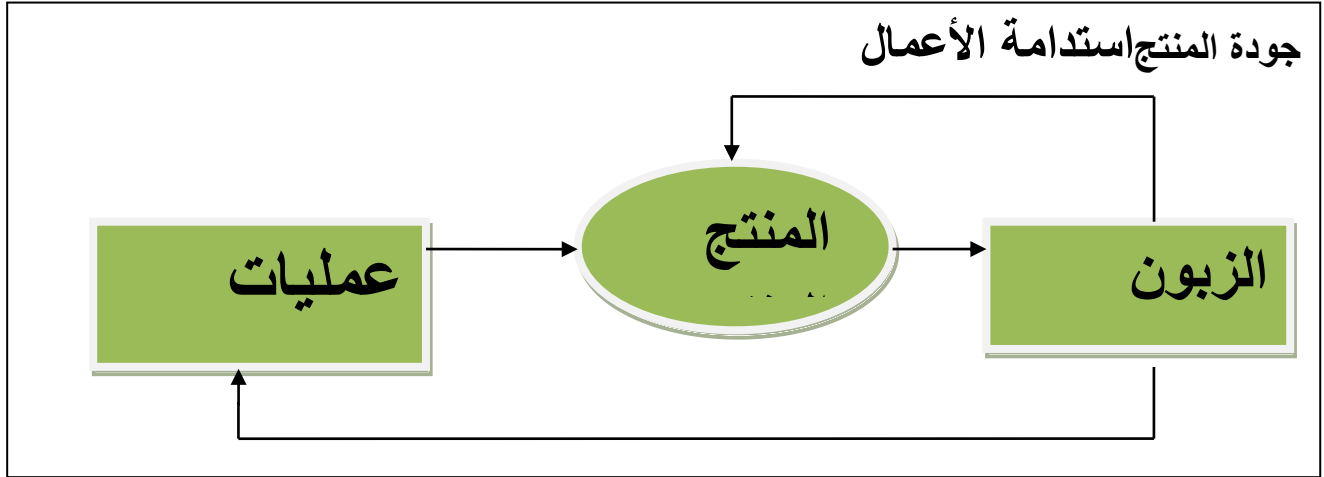 جودة المنتجاستدامة الأعمال
المنتج
عمليات
الزبون